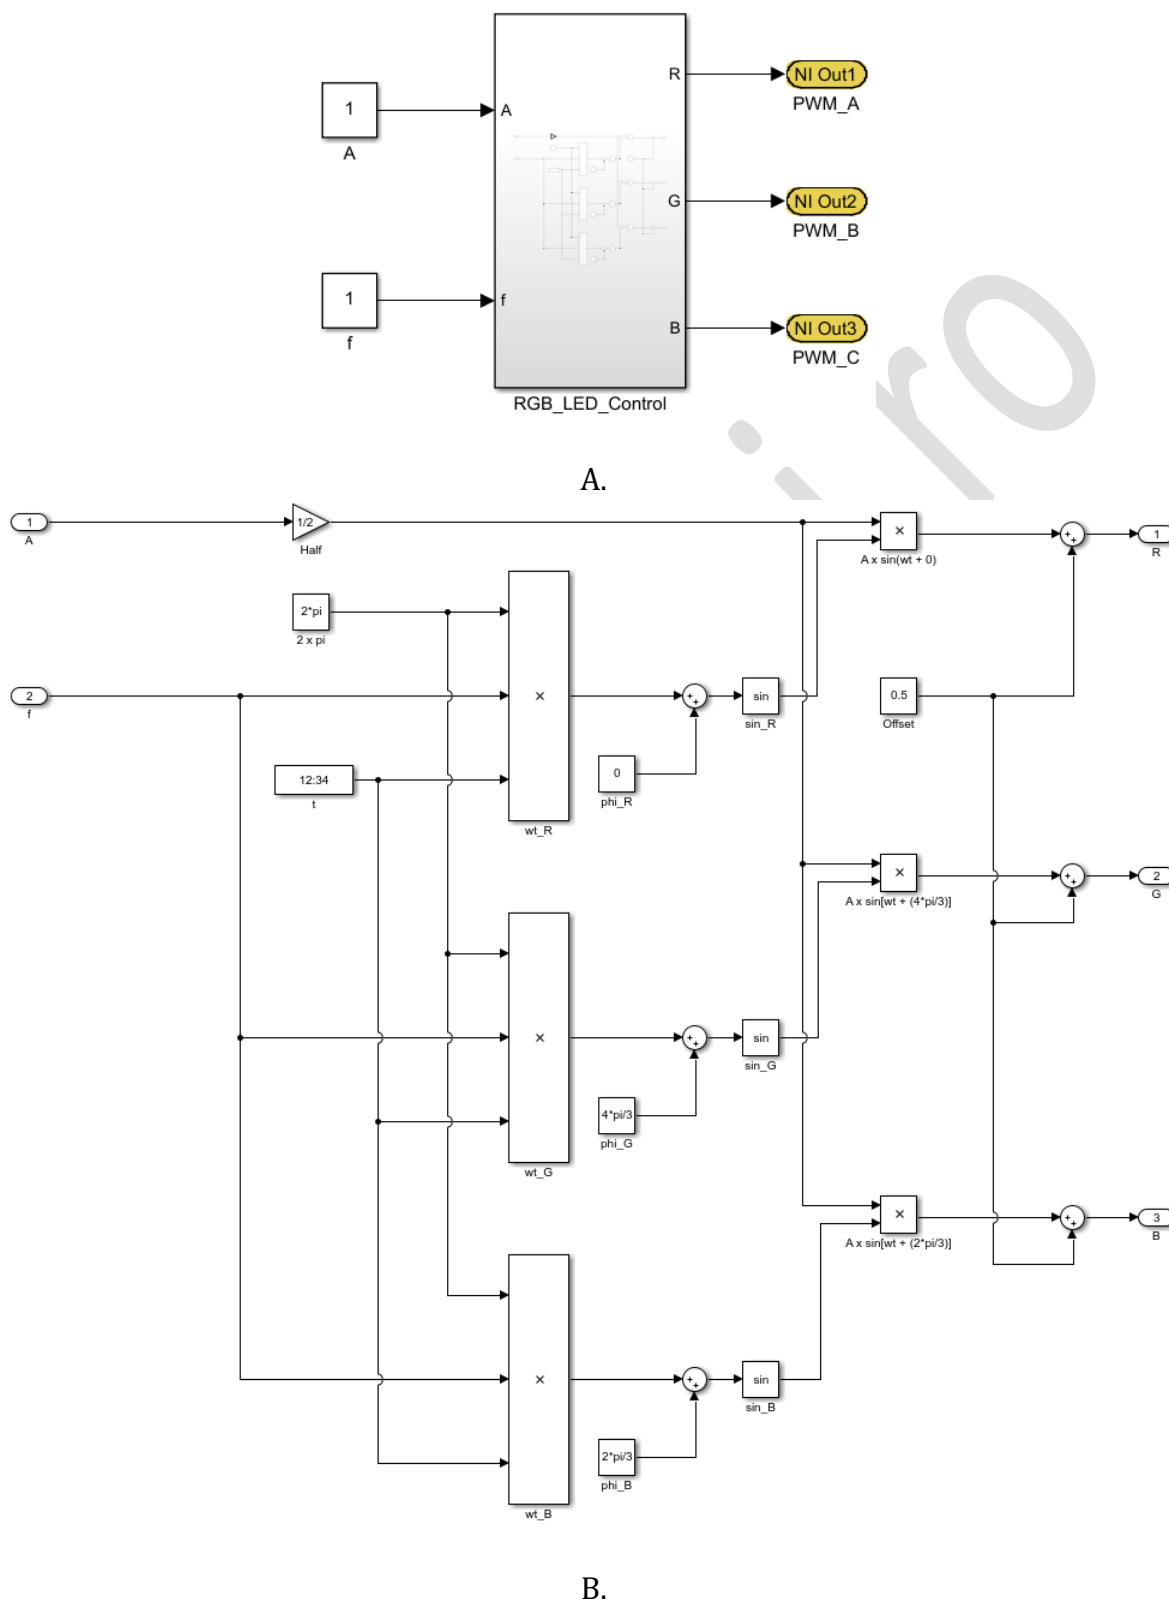 R
NI Out1
PWM_A
1
A
A
G
NI Out2
PWM_B
1
f
f
B
NI Out3
PWM_C
RGB_LED_Control
iro
A.
1
A
1/2
Half
×
A x sin(wt + 0)
++
1
R
2*pi
2 x pi
2
f
×
++
sin
sin_R
0.5
Offset
12:34
t
0
phi_R
wt_R
×
A x sin[wt + (4*pi/3)]
++
2
G
×
++
sin
sin_G
4*pi/3
phi_G
wt_G
×
A x sin[wt + (2*pi/3)]
++
3
B
×
++
sin
sin_B
2*pi/3
phi_B
wt_B
B.